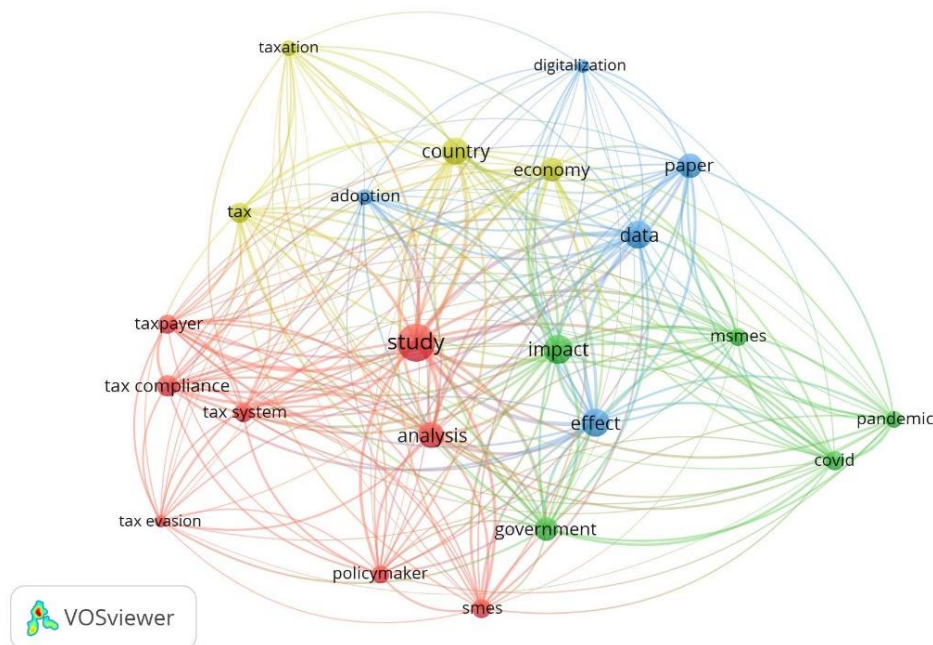 taxation
digitalization
country
economy
paper
adoption
tax
data
taxpayer
study
impact
msmes
tax compliance
tax system
analysis
effect
pandemic
covid
tax evasion
government
policymaker
smes
VOSviewer